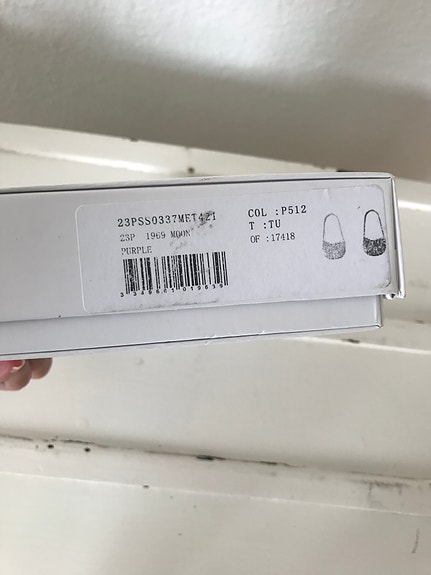 23PSS0337MET421
23P 1969 MOON
PURPLE
COL :P512
T :TU
OF :17418